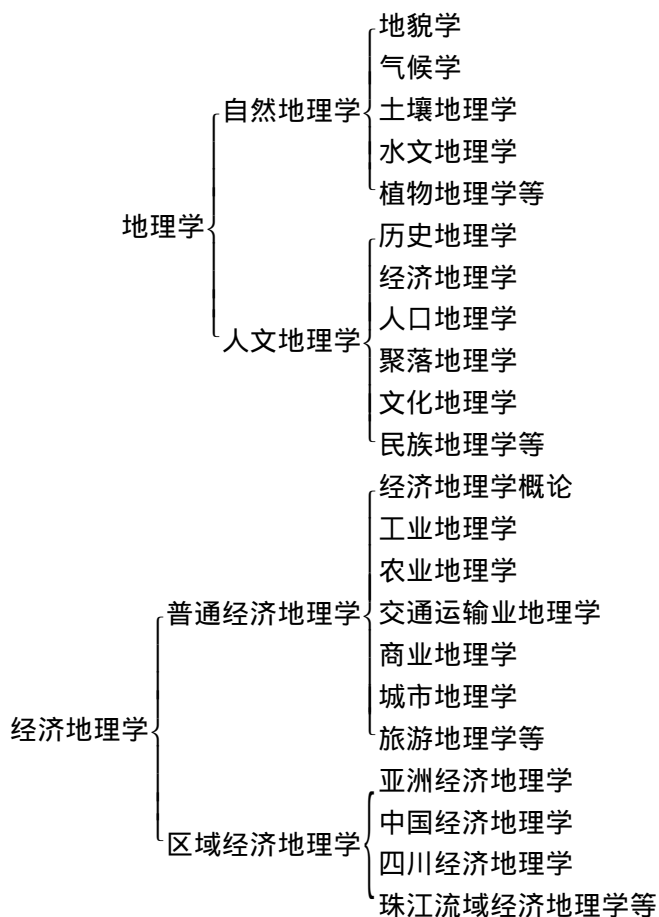 地理学
自然地理学
地貌学
气候学
土壤地理学
水文地理学
植物地理学等
人文地理学
历史地理学
经济地理学
人口地理学
聚落地理学
文化地理学
民族地理学等
经济地理学
普通经济地理学
经济地理学概论
工业地理学
农业地理学
交通运输业地理学
商业地理学
城市地理学
旅游地理学等
区域经济地理学
亚洲经济地理学
中国经济地理学
四川经济地理学
珠江流域经济地理学等